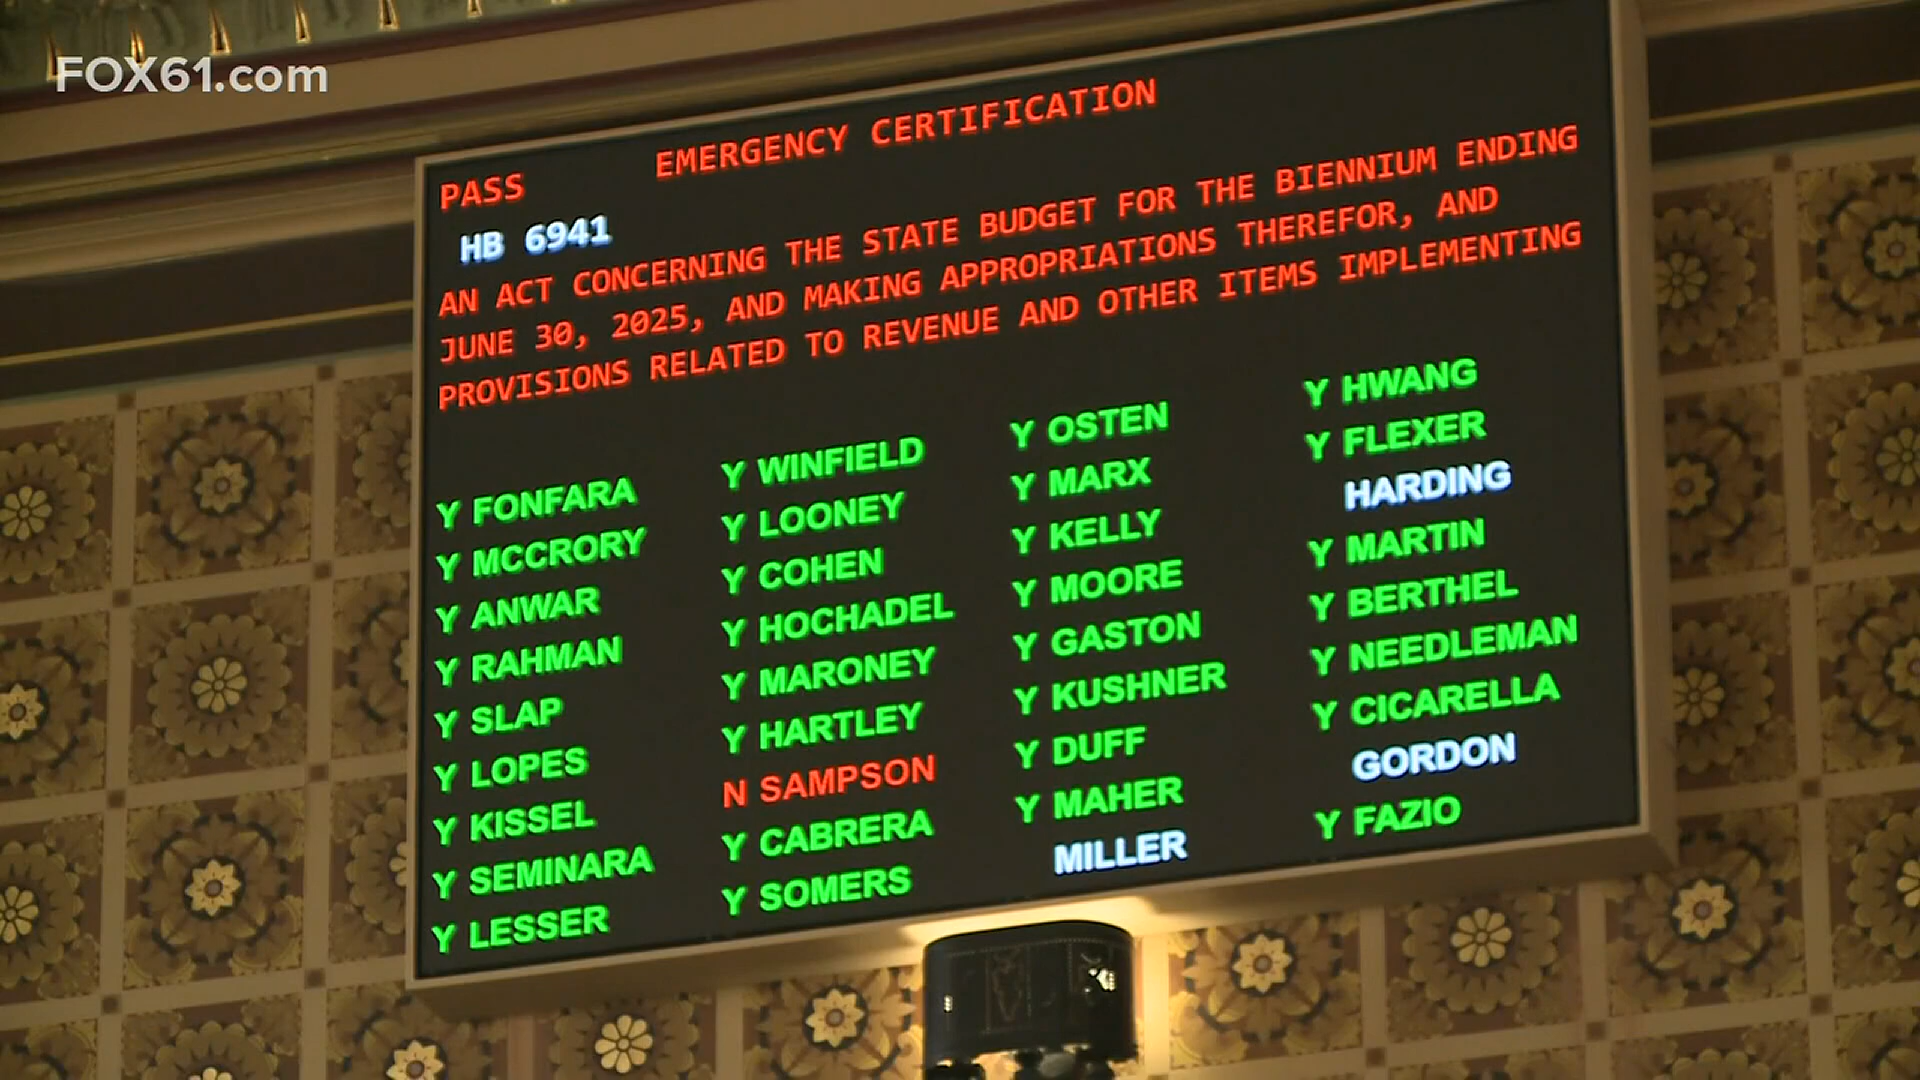 FOX61.com
EMERGENCY CERTIFICATION
PASS
HB 6941
AN ACT CONCERNING THE STATE BUDGET FOR THE BIENNIUM ENDING
JUNE 30, 2025, AND MAKING APPROPRIATIONS THEREFOR, AND
PROVISIONS RELATED TO REVENUE AND OTHER ITEMS IMPLEMENTING
Y FONFARA
Y MCCRORY
Y ANWAR
Y RAHMAN
Y SLAP
Y LOPES
Y KISSEL
Y SEMINARA
Y LESSER
Y WINFIELD
Y LOONEY
Y COHEN
Y HOCHADEL
Y MARONEY
Y HARTLEY
N SAMPSON
Y CABRERA
Y SOMERS
Y OSTEN
Y MARX
Y KELLY
Y MOORE
Y GASTON
Y KUSHNER
Y DUFF
Y MAHER
MILLER
Y HWANG
Y FLEXER
HARDING
Y MARTIN
Y BERTHEL
Y NEEDLEMAN
Y CICARELLA
GORDON
Y FAZIO